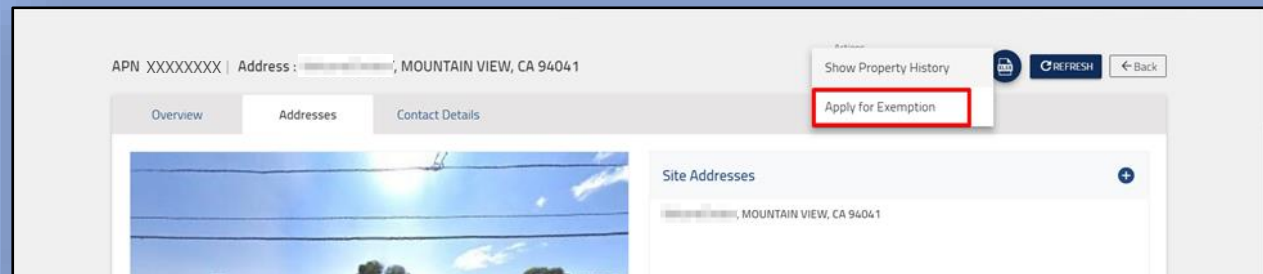 Actions
APN XXXXXXXX | Address : , MOUNTAIN VIEW, CA 94041
Show Property History
REFRESH
Back
Apply for Exemption
Overview
Addresses
Contact Details
Site Addresses
, MOUNTAIN VIEW, CA 94041